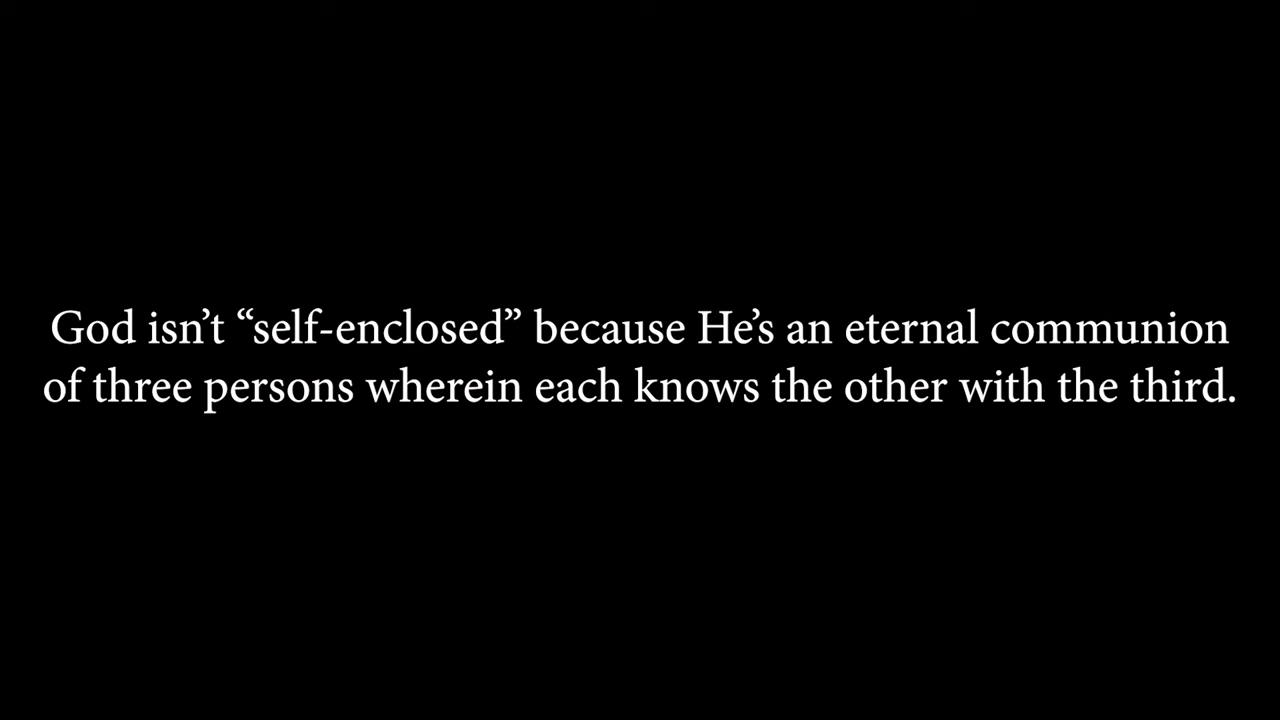 God isn’t “self-enclosed” because He’s an eternal communion
of three persons wherein each knows the other with the third.